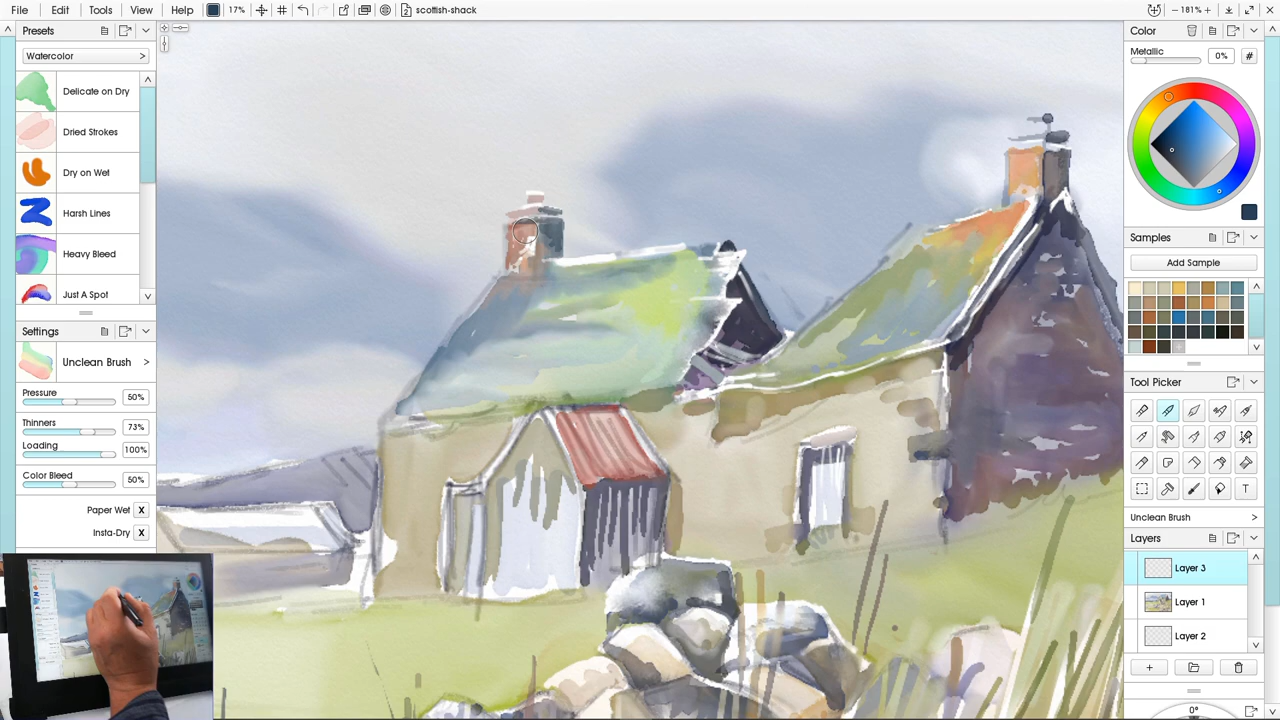 File Edit Tools View Help 17% scottish-shack 181%
Presets
Watercolor >
Delicate on Dry
Dried Strokes
Dry on Wet
Harsh Lines
Heavy Bleed
Just A Spot
Settings
Unclean Brush >
Pressure
50%
Thinners
73%
Loading
100%
Color Bleed
50%
Paper Wet X
Insta-Dry X
Color
Metallic
0% #
Samples
Add Sample
Tool Picker
T
Unclean Brush >
Layers
Layer 3
Layer 1
Layer 2
+
0°